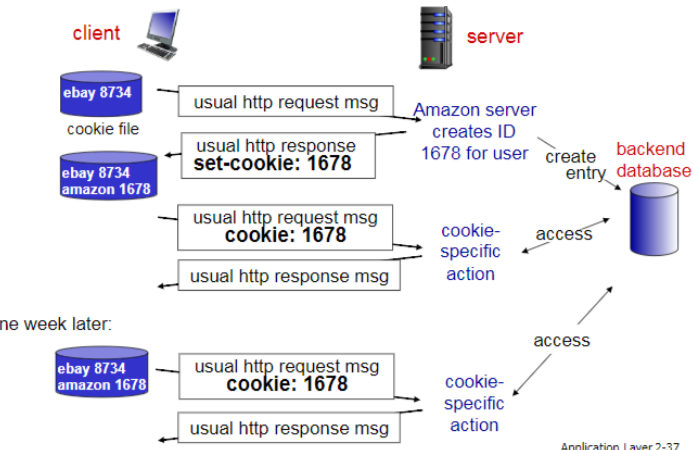 client
server
ebay 8734
cookie file
usual http request msg
Amazon server
creates ID
1678 for user
usual http response
set-cookie: 1678
create
entry
backend
database
ebay 8734
amazon 1678
usual http request msg
cookie: 1678
cookie-
specific
action
access
usual http response msg
ne week later:
access
ebay 8734
amazon 1678
usual http request msg
cookie: 1678
cookie-
specific
action
usual http response msg
Application Layer 2-37